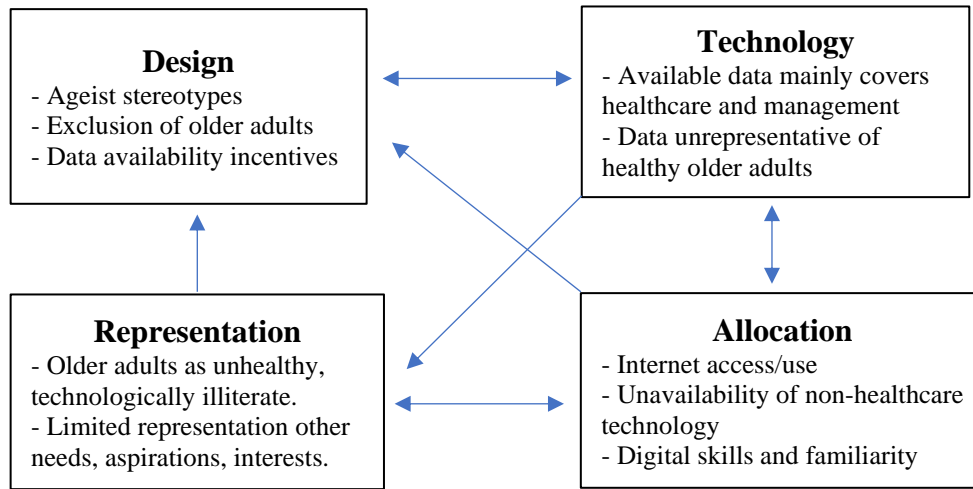 Design
- Ageist stereotypes
- Exclusion of older adults
- Data availability incentives
Technology
- Available data mainly covers
healthcare and management
- Data unrepresentative of
healthy older adults
Representation
- Older adults as unhealthy,
technologically illiterate.
- Limited representation other
needs, aspirations, interests.
Allocation
- Internet access/use
- Unavailability of non-healthcare
technology
- Digital skills and familiarity